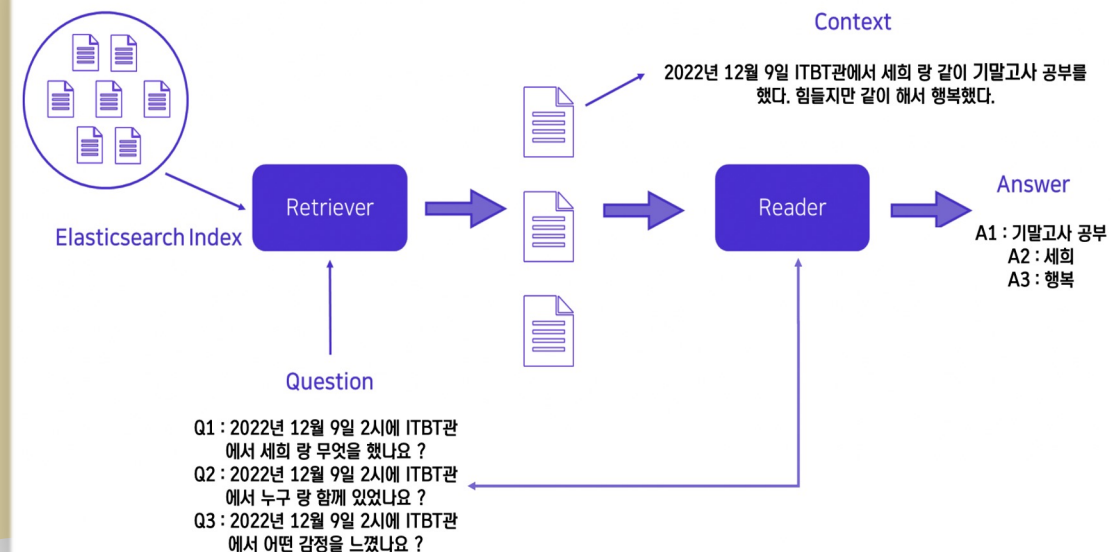 Context
2022년 12월 9일 ITBT관에서 세희 랑 같이 기말고사 공부를
했다. 힘들지만 같이 해서 행복했다.
Retriever
Reader
Elasticsearch Index
Answer
A1 : 기말고사 공부
A2 : 세희
A3 : 행복
Question
Q1 : 2022년 12월 9일 2시에 ITBT관
에서 세희 랑 무엇을 했나요 ?
Q2 : 2022년 12월 9일 2시에 ITBT관
에서 누구 랑 함께 있었나요 ?
Q3 : 2022년 12월 9일 2시에 ITBT관
에서 어떤 감정을 느꼈나요 ?